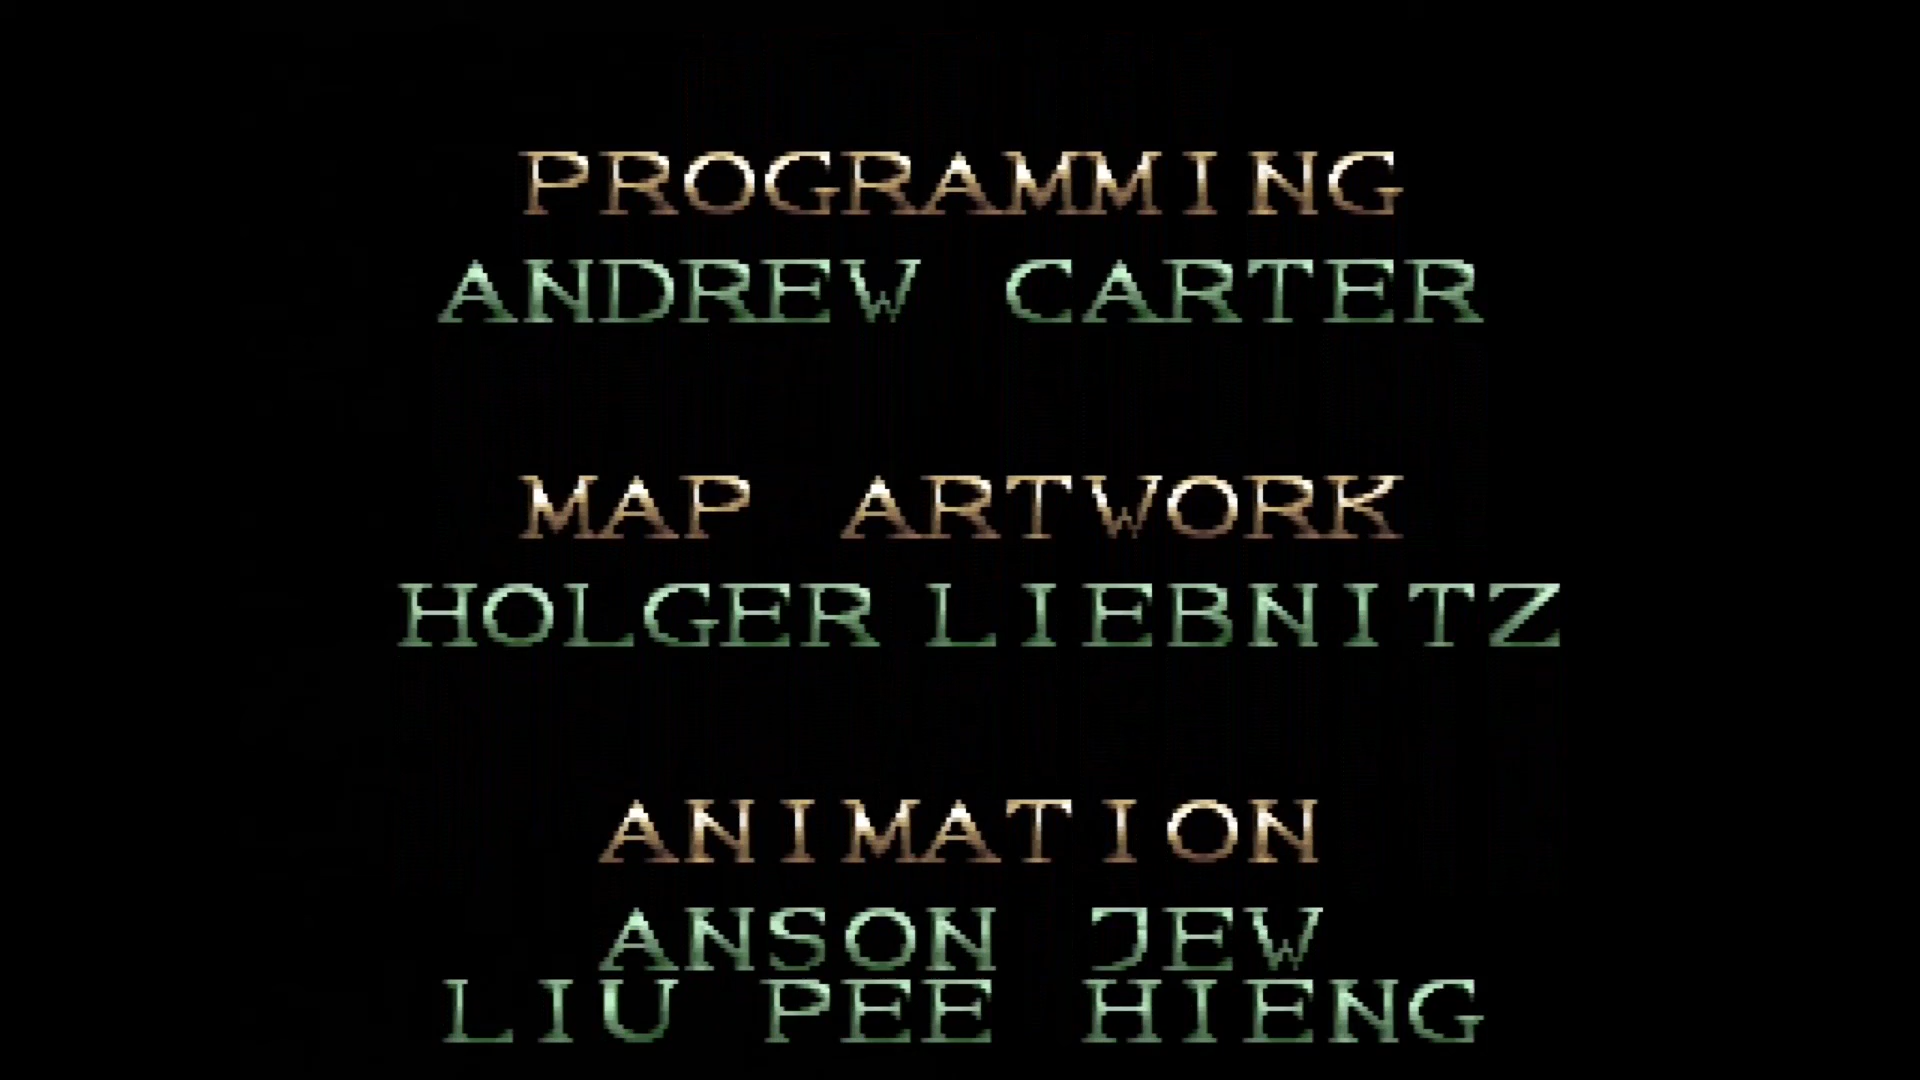 PROGRAMMING
ANDREW CARTER
MAP ARTWORK
HOLGER LIEBNITZ
ANIMATION
ANSON JEW
LIU PEE HIENG